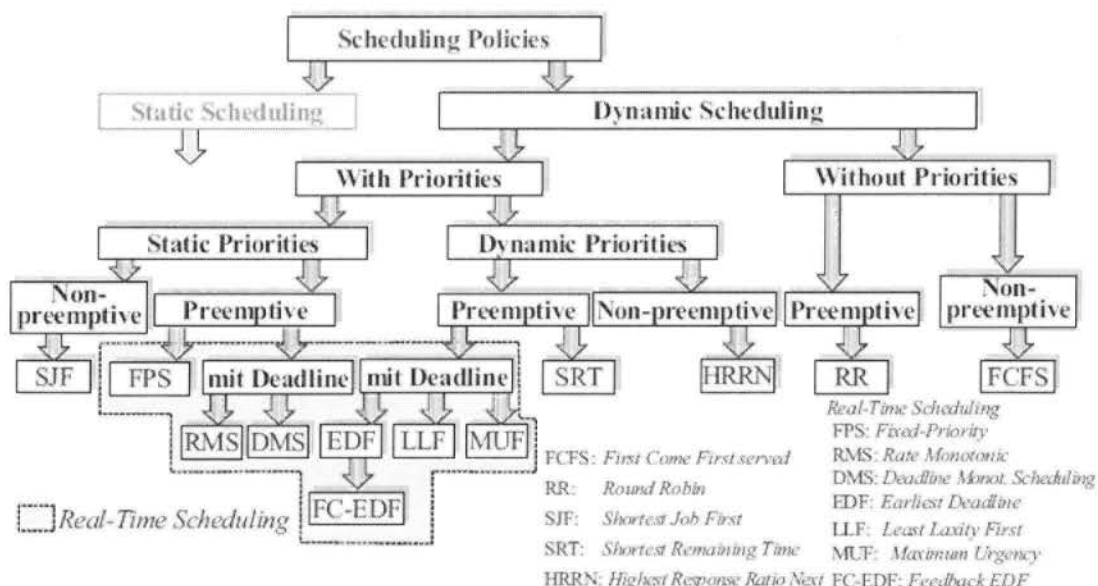 Scheduling Policies
Static Scheduling
Dynamic Scheduling
With Priorities
Without Priorities
Static Priorities
Dynamic Priorities
Non-
preemptive
Preemptive
Preemptive
Non-preemptive
Preemptive
Non-
preemptive
SJF
FPS
mit Deadline
mit Deadline
SRT
HRRN
RR
FCFS
RMS
DMS
EDF
LLF
MUF
FC-EDF
Real-Time Scheduling
FCFS: First Come First served
RR: Round Robin
SJF: Shortest Job First
SRT: Shortest Remaining Time
HRRN: Highest Response Ratio Next
Real-Time Scheduling
FPS: Fixed-Priority
RMS: Rate Monotonic
DMS: Deadline Monot. Scheduling
EDF: Earliest Deadline
LLF: Least Laxity First
MUF: Maximum Urgency
FC-EDF: Feedback EDF